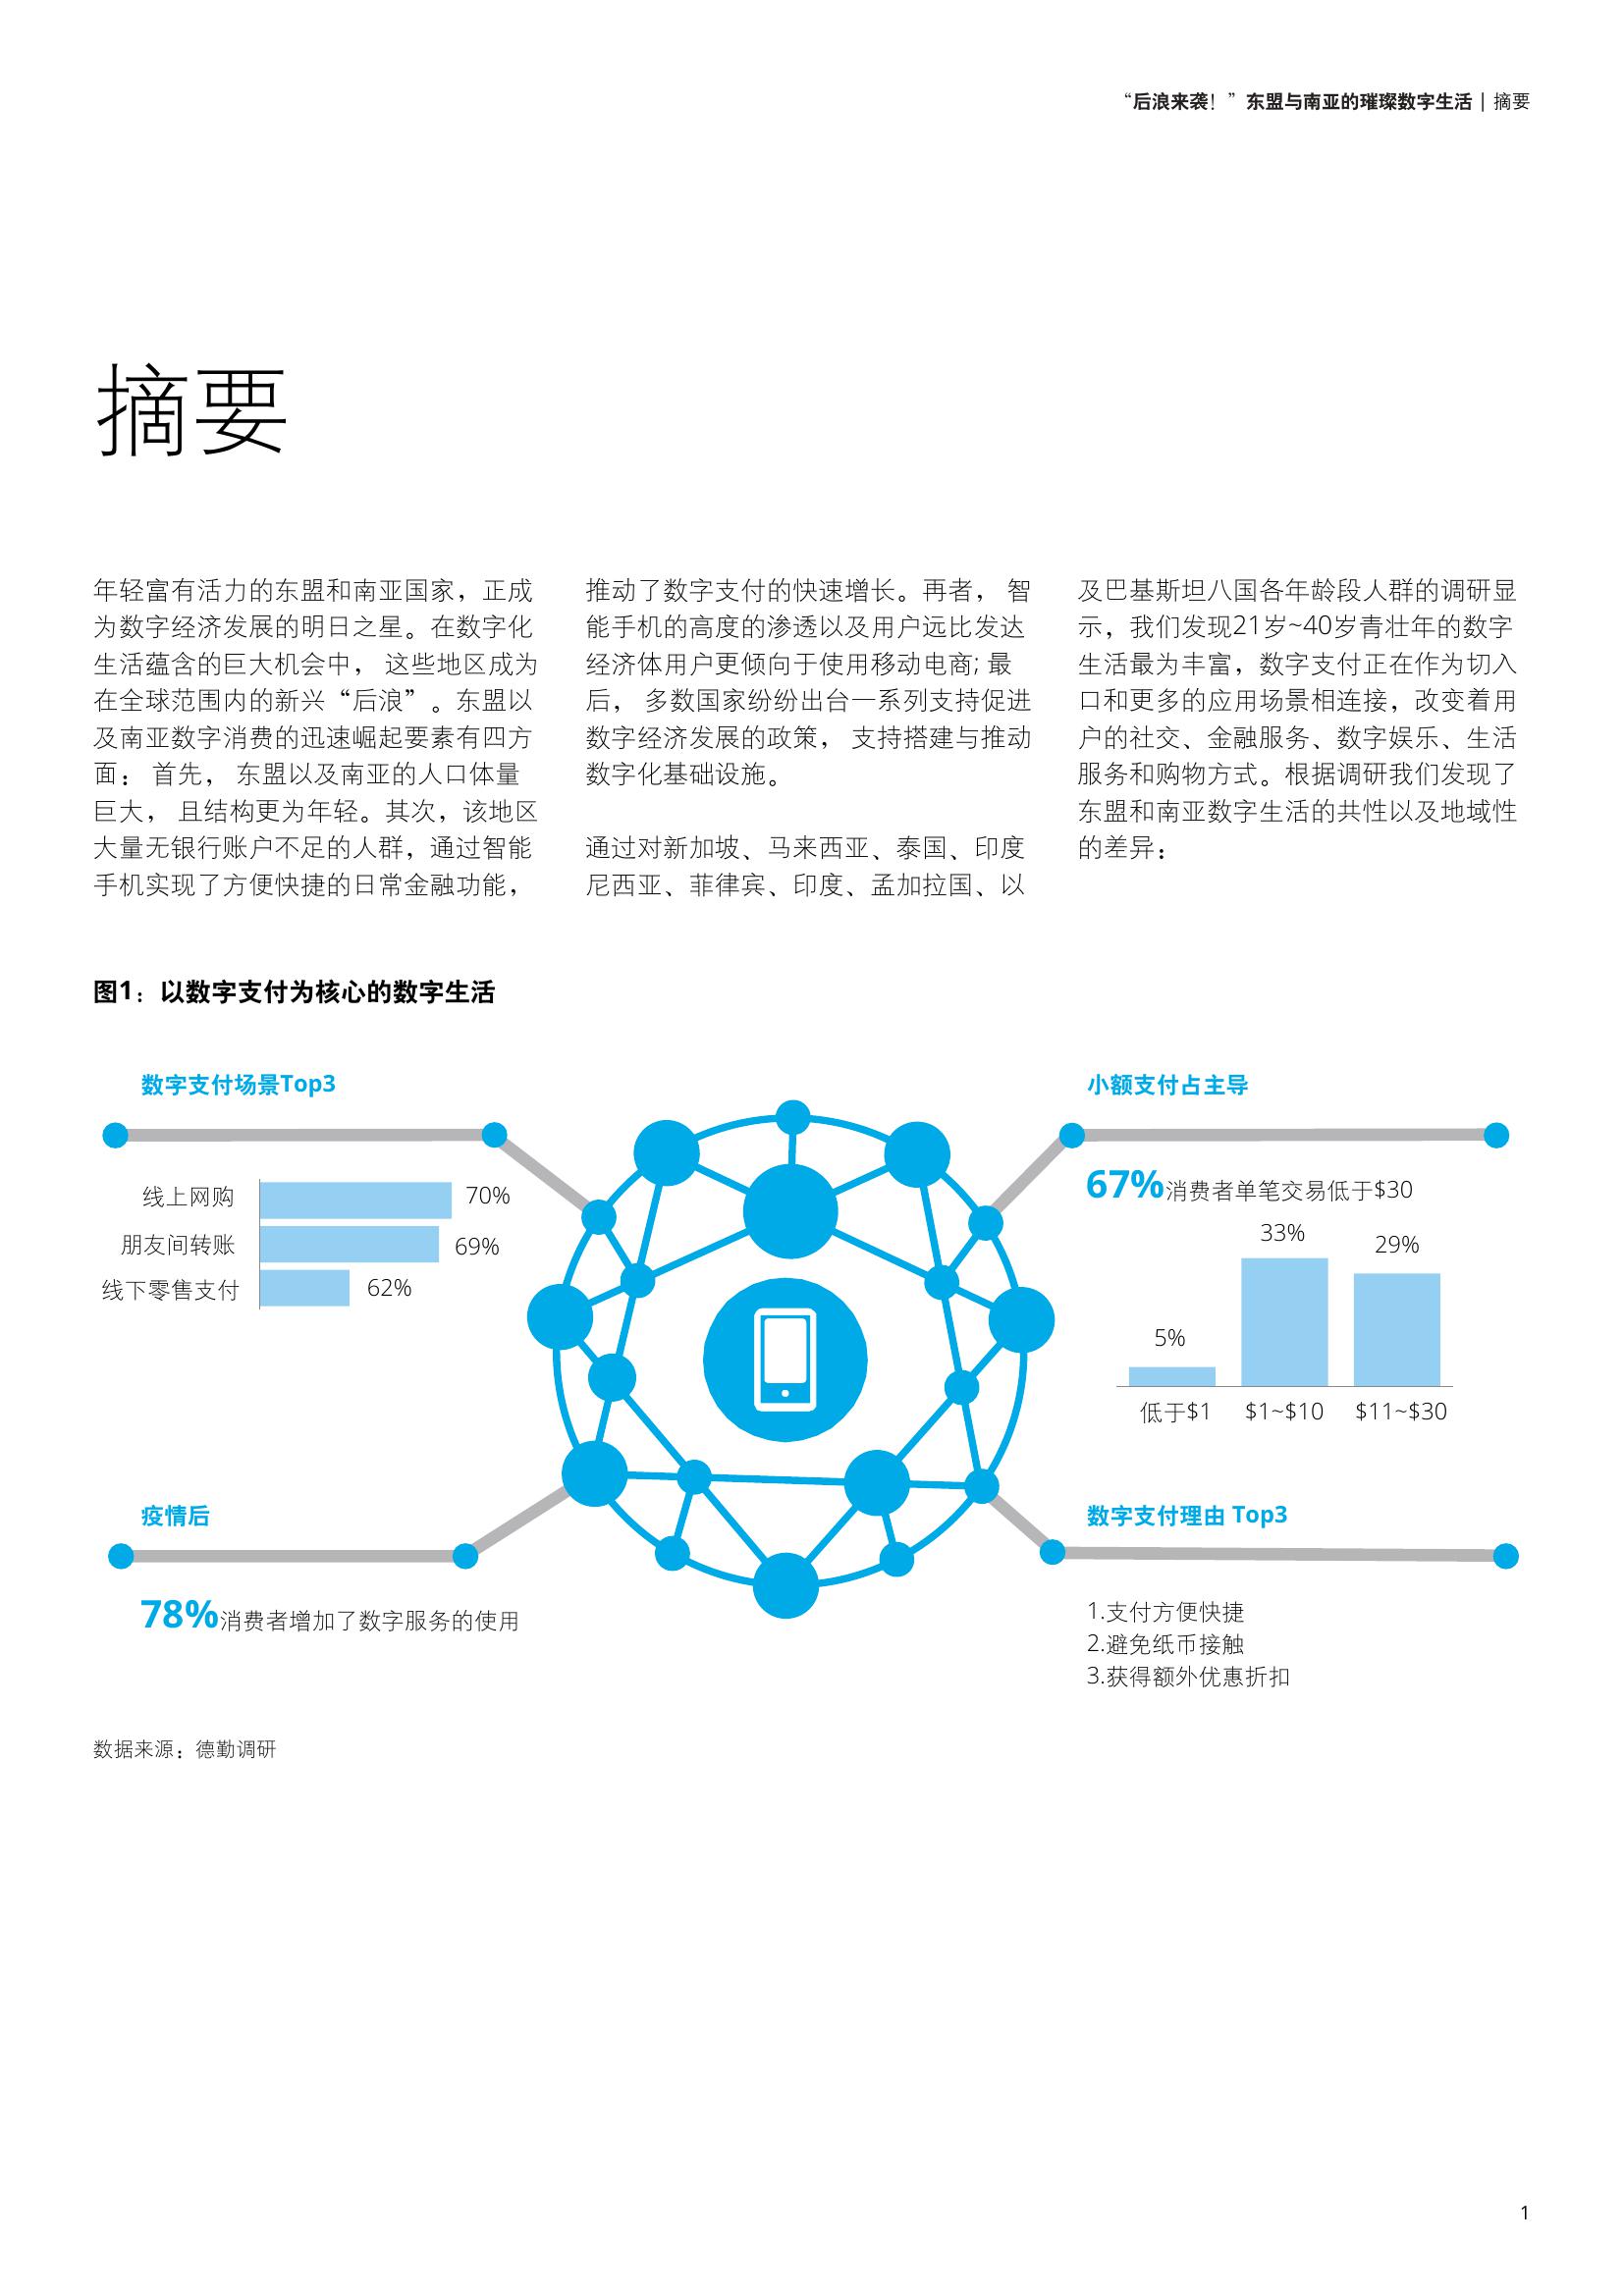 “后浪来袭！”东盟与南亚的璀璨数字生活 | 摘要
摘要
年轻富有活力的东盟和南亚国家，正成
为数字经济发展的明日之星。在数字化
生活蕴含的巨大机会中， 这些地区成为
在全球范围内的新兴“后浪”。东盟以
及南亚数字消费的迅速崛起要素有四方
面： 首先， 东盟以及南亚的人口体量
巨大， 且结构更为年轻。其次，该地区
大量无银行账户不足的人群，通过智能
手机实现了方便快捷的日常金融功能，
推动了数字支付的快速增长。再者， 智
能手机的高度的渗透以及用户远比发达
经济体用户更倾向于使用移动电商; 最
后， 多数国家纷纷出台一系列支持促进
数字经济发展的政策， 支持搭建与推动
数字化基础设施。
通过对新加坡、马来西亚、泰国、印度
尼西亚、菲律宾、印度、孟加拉国、以
及巴基斯坦八国各年龄段人群的调研显
示，我们发现21岁~40岁青壮年的数字
生活最为丰富，数字支付正在作为切入
口和更多的应用场景相连接，改变着用
户的社交、金融服务、数字娱乐、生活
服务和购物方式。根据调研我们发现了
东盟和南亚数字生活的共性以及地域性
的差异：
图1：以数字支付为核心的数字生活
数字支付场景Top3
线上网购 70%
朋友间转账 69%
线下零售支付 62%
小额支付占主导
67%消费者单笔交易低于$30
5% 33% 29%
低于$1 $1~$10 $11~$30
疫情后
78%消费者增加了数字服务的使用
数字支付理由 Top3
1.支付方便快捷
2.避免纸币接触
3.获得额外优惠折扣
数据来源：德勤调研
1